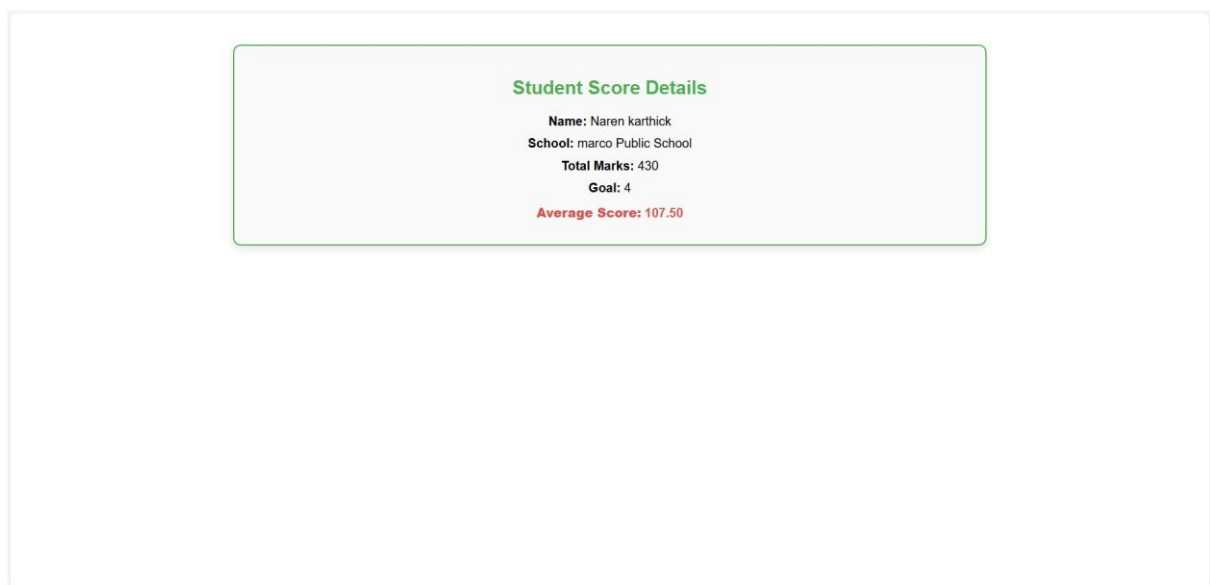 Student Score Details
Name: Naren karthick
School: marco Public School
Total Marks: 430
Goal: 4
Average Score: 107.50